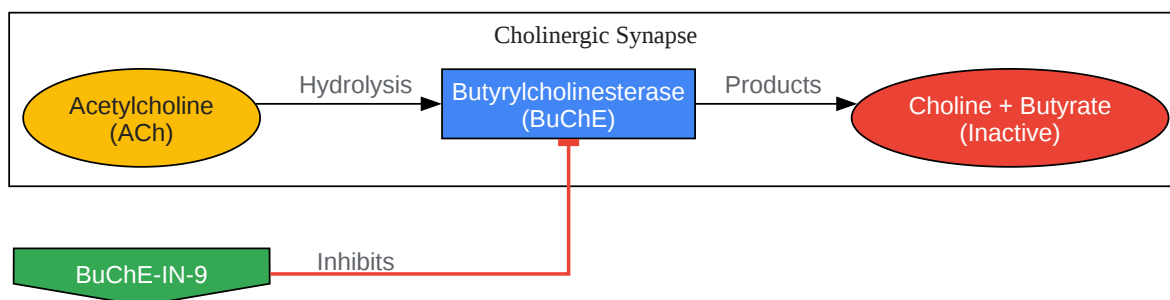 Cholinergic Synapse
Acetylcholine
(ACh)
Hydrolysis
Butyrylcholinesterase
(BuChE)
Products
Choline + Butyrate
(Inactive)
BuChE-IN-9
Inhibits